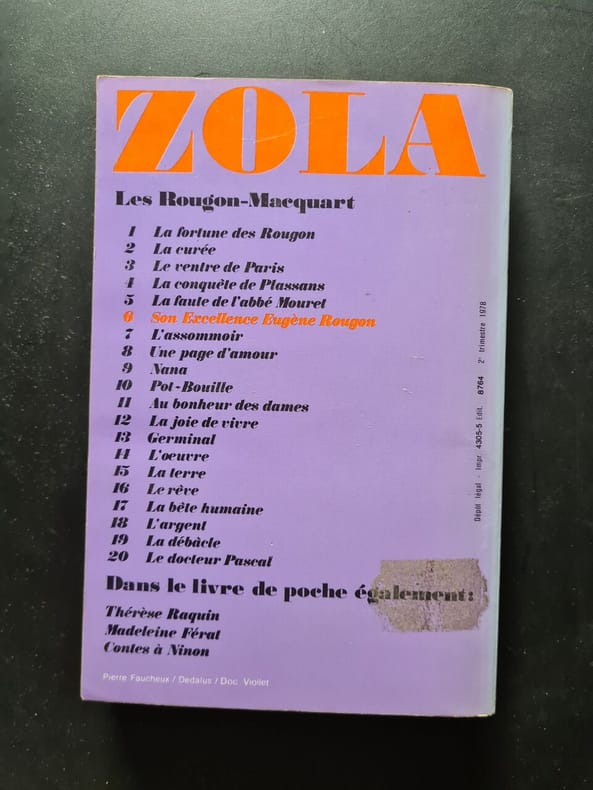 ZOLA
Les Rougon-Macquart
1 La fortune des Rougon
2 La curée
3 Le ventre de Paris
4 La conquête de Plassans
5 La faute de l'abbé Mouret
6 Son Excellence Eugène Rougon
7 L'assommoir
8 Une page d'amour
9 Nana
10 Pot-Bouille
11 Au bonheur des dames
12 La joie de vivre
13 Germinal
14 L'oeuvre
15 La terre
16 Le rêve
17 La bête humaine
18 L'argent
19 La débâcle
20 Le docteur Pascal
Dans le livre de poche également:
Thérèse Raquin
Madeleine Férat
Contes à Ninon
Pierre Faucheux / Dedalus / Doc. Viollet
Dépôt légal - Impr. 4305-5 Edit. 8764 2e trimestre 1978